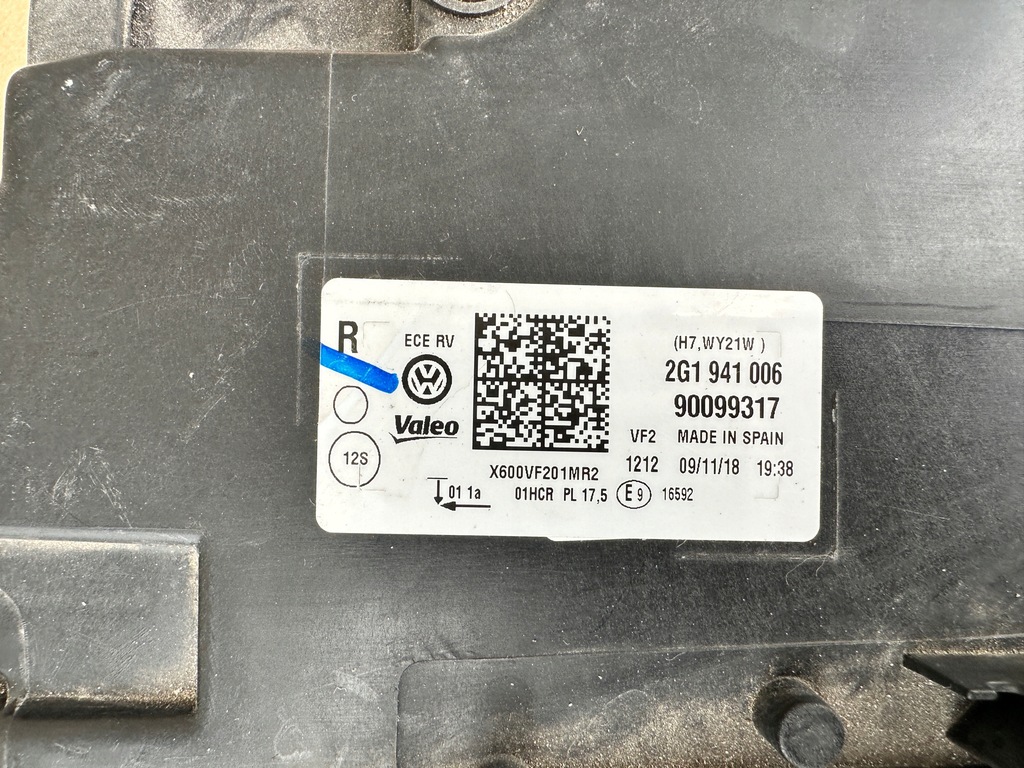 R
ECE RV
Valeo
12S
X600VF201MR2
01 1a
01HCR PL 17,5
E 9
16592
(H7,WY21W )
2G1 941 006
90099317
VF2 MADE IN SPAIN
1212 09/11/18 19:38